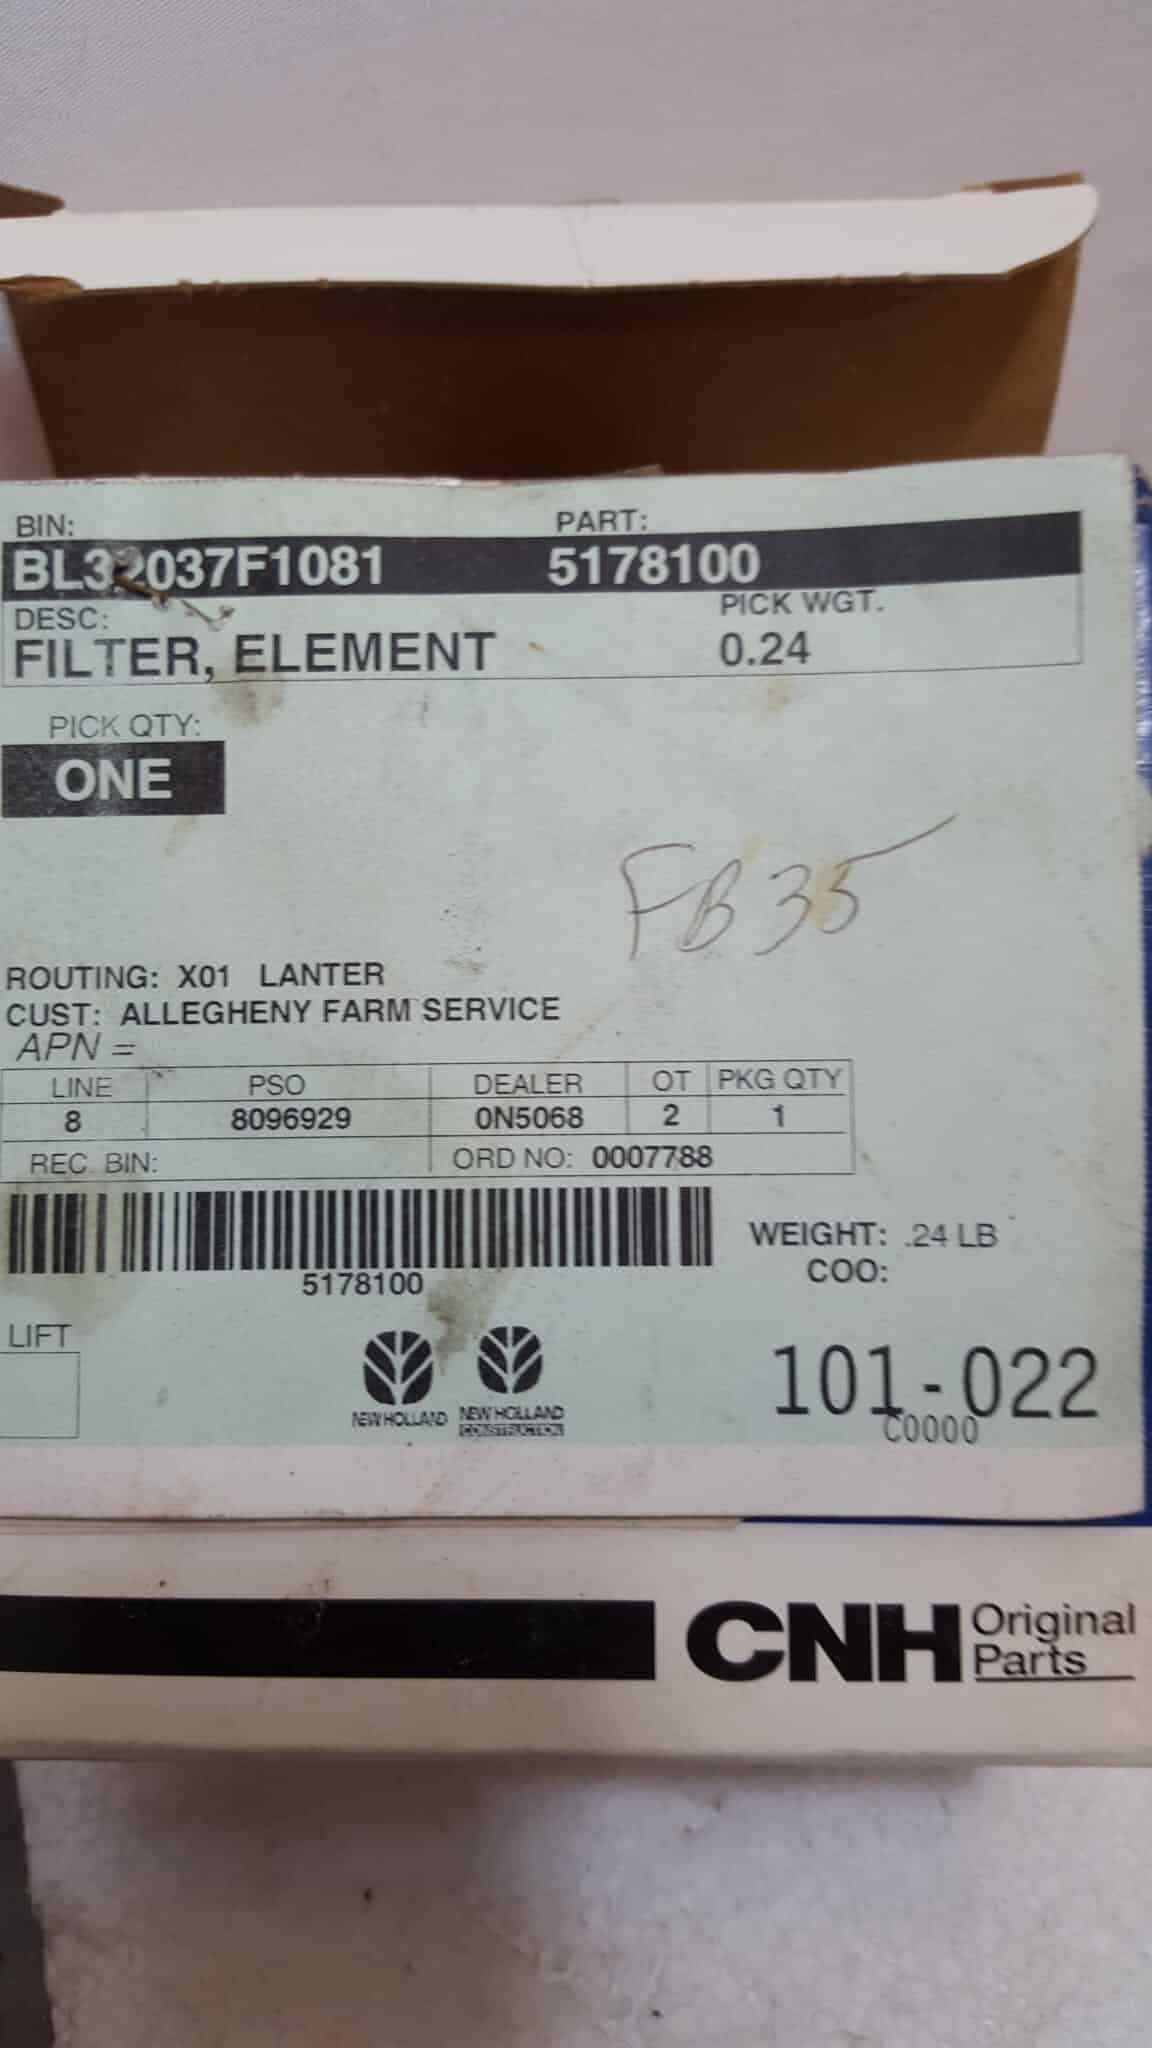 BIN: PART:
BL32037F1081 5178100
DESC: PICK WGT.
FILTER, ELEMENT 0.24
PICK QTY:
ONE
FB35
ROUTING: X01 LANTER
CUST: ALLEGHENY FARM SERVICE
APN =
LINE PSO DEALER OT PKG QTY
8 8096929 0N5068 2 1
REC. BIN: ORD NO: 0007788
5178100
WEIGHT: .24 LB
COO:
LIFT
NEW HOLLAND
NEW HOLLAND
CONSTRUCTION
101-022
C0000
CNH Original
Parts